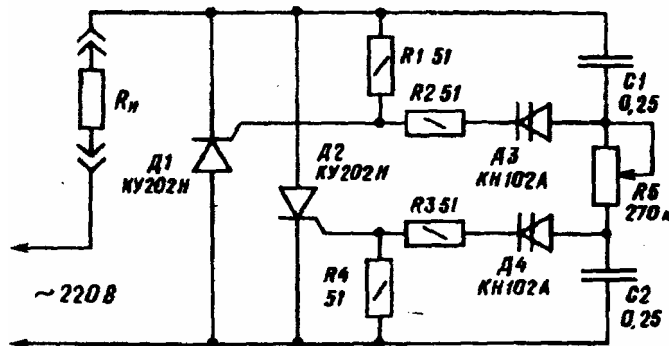 R1 51
C1
0,25
Rн
R2 51
Д1
КУ202Н
Д2
КУ202Н
Д3
КН102А
R5
270к
R3 51
R4
51
Д4
КН102А
~220В
C2
0,25